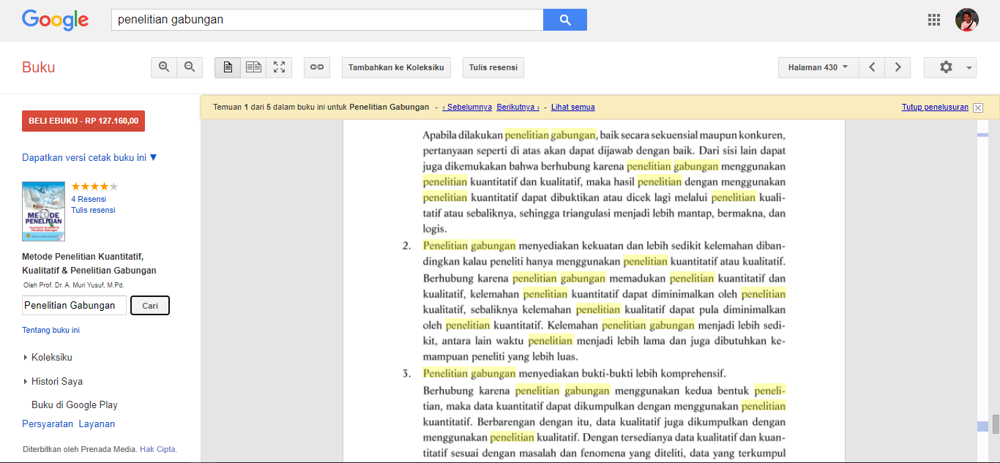 Google
penelitian gabungan
Buku
Tambahkan ke Koleksiku
Tulis resensi
Halaman 430
BELI EBUKU - RP 127.160,00
Dapatkan versi cetak buku ini ▼
4 Resensi
Tulis resensi
METODE
PENELITIAN
Metode Penelitian Kuantitatif,
Kualitatif & Penelitian Gabungan
Oleh Prof. Dr. A. Muri Yusuf, M.Pd.
Penelitian Gabungan
Cari
Tentang buku ini
Koleksiku
Histori Saya
Buku di Google Play
Persyaratan Layanan
Diterbitkan oleh Prenada Media. Hak Cipta.
Temuan 1 dari 5 dalam buku ini untuk Penelitian Gabungan - ‹ Sebelumnya Berikutnya › - Lihat semua
Tutup penelusuran
Apabila dilakukan penelitian gabungan, baik secara sekuensial maupun konkuren,
pertanyaan seperti di atas akan dapat dijawab dengan baik. Dari sisi lain dapat
juga dikemukakan bahwa berhubung karena penelitian gabungan menggunakan
penelitian kuantitatif dan kualitatif, maka hasil penelitian dengan menggunakan
penelitian kuantitatif dapat dibuktikan atau dicek lagi melalui penelitian kuali-
tatif atau sebaliknya, sehingga triangulasi menjadi lebih mantap, bermakna, dan
logis.
2. Penelitian gabungan menyediakan kekuatan dan lebih sedikit kelemahan diban-
dingkan kalau peneliti hanya menggunakan penelitian kuantitatif atau kualitatif.
Berhubung karena penelitian gabungan memadukan penelitian kuantitatif dan
kualitatif, kelemahan penelitian kuantitatif dapat diminimalkan oleh penelitian
kualitatif, sebaliknya kelemahan penelitian kualitatif dapat pula diminimalkan
oleh penelitian kuantitatif. Kelemahan penelitian gabungan menjadi lebih sedi-
kit, antara lain waktu penelitian menjadi lebih lama dan juga dibutuhkan ke-
mampuan peneliti yang lebih luas.
3. Penelitian gabungan menyediakan bukti-bukti lebih komprehensif.
Berhubung karena penelitian gabungan menggunakan kedua bentuk peneli-
tian, maka data kuantitatif dapat dikumpulkan dengan menggunakan penelitian
kuantitatif. Berbarengan dengan itu, data kualitatif juga dikumpulkan dengan
menggunakan penelitian kualitatif. Dengan tersedianya data kualitatif dan kuan-
titatif sesuai dengan masalah dan fenomena yang diteliti, data yang terkumpul